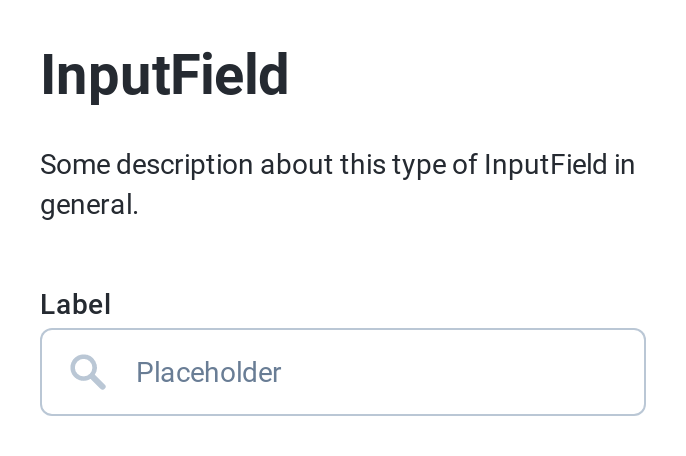 InputField
Some description about this type of InputField in
general.
Label
Placeholder